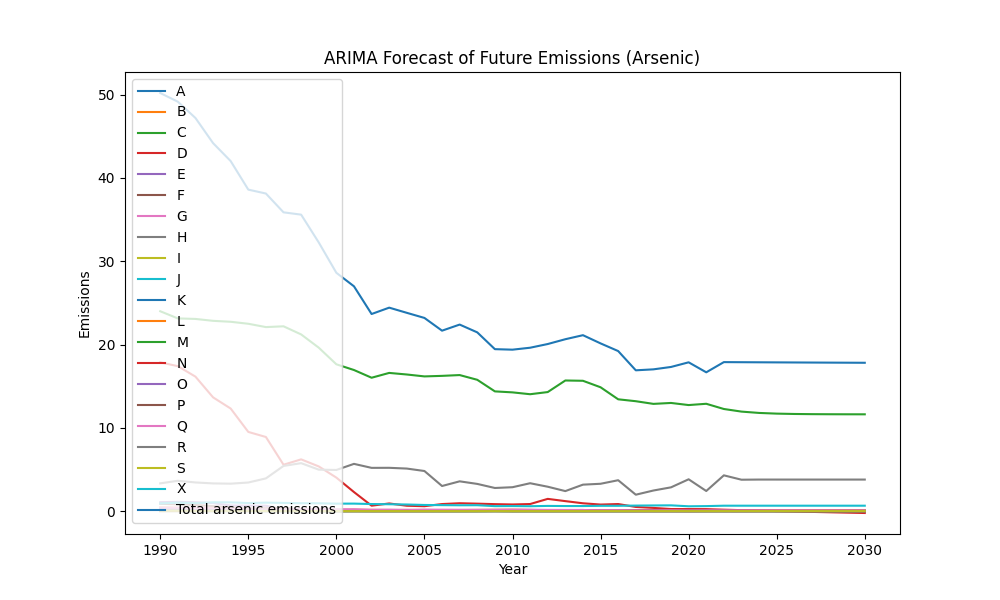 ARIMA Forecast of Future Emissions (Arsenic)
A
B
C
D
E
F
G
H
I
J
K
L
M
N
O
P
Q
R
S
X
Total arsenic emissions
50
40
30
20
10
0
Emissions
1990 1995 2000 2005 2010 2015 2020 2025 2030
Year